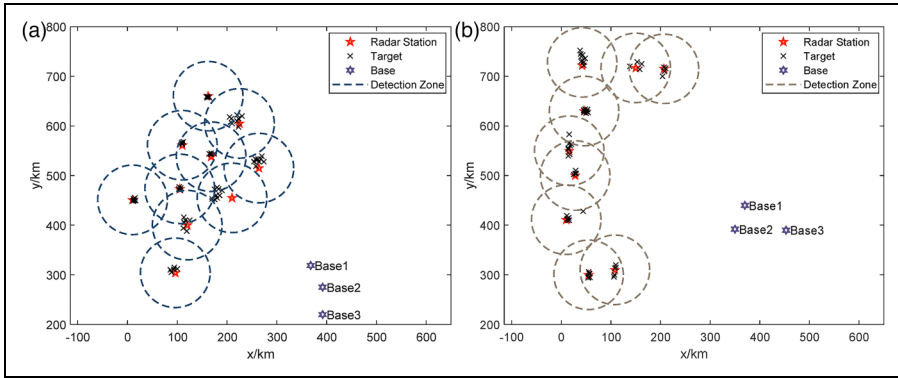 (a)
800
700
600
500
400
300
200
y/km
-100 0 100 200 300 400 500 600
x/km
Radar Station
Target
Base
Detection Zone
Base1
Base2
Base3
(b)
800
700
600
500
400
300
200
y/km
-100 0 100 200 300 400 500 600
x/km
Radar Station
Target
Base
Detection Zone
Base1
Base2 Base3